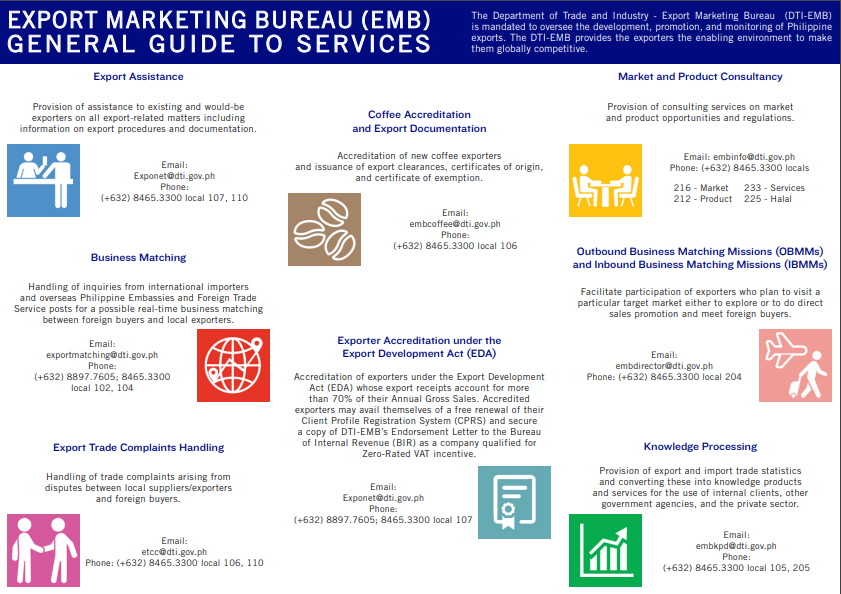 EXPORT MARKETING BUREAU (EMB)
GENERAL GUIDE TO SERVICES
The Department of Trade and Industry - Export Marketing Bureau (DTI-EMB)
is mandated to oversee the development, promotion, and monitoring of Philippine
exports. The DTI-EMB provides the exporters the enabling environment to make
them globally competitive.
Export Assistance
Provision of assistance to existing and would-be
exporters on all export-related matters including
information on export procedures and documentation.
Email:
Exponet@dti.gov.ph
Phone:
(+632) 8465.3300 local 107, 110
Business Matching
Handling of inquiries from international importers
and overseas Philippine Embassies and Foreign Trade
Service posts for a possible real-time business matching
between foreign buyers and local exporters.
Email:
exportmatching@dti.gov.ph
Phone:
(+632) 8897.7605; 8465.3300
local 102, 104
Export Trade Complaints Handling
Handling of trade complaints arising from
disputes between local suppliers/exporters
and foreign buyers.
Email:
etcc@dti.gov.ph
Phone: (+632) 8465.3300 local 106, 110
Coffee Accreditation
and Export Documentation
Accreditation of new coffee exporters
and issuance of export clearances, certificates of origin,
and certificate of exemption.
Email:
embcoffee@dti.gov.ph
Phone:
(+632) 8465.3300 local 106
Exporter Accreditation under the
Export Development Act (EDA)
Accreditation of exporters under the Export Development
Act (EDA) whose export receipts account for more
than 70% of their Annual Gross Sales. Accredited
exporters may avail themselves of a free renewal of their
Client Profile Registration System (CPRS) and secure
a copy of DTI-EMB's Endorsement Letter to the Bureau
of Internal Revenue (BIR) as a company qualified for
Zero-Rated VAT incentive.
Email:
Exponet@dti.gov.ph
Phone:
(+632) 8897.7605; 8465.3300 local 107
Market and Product Consultancy
Provision of consulting services on market
and product opportunities and regulations.
Email: embinfo@dti.gov.ph
Phone: (+632) 8465.3300 locals
216 - Market 233 - Services
212 - Product 225 - Halal
Outbound Business Matching Missions (OBMMs)
and Inbound Business Matching Missions (IBMMs)
Facilitate participation of exporters who plan to visit a
particular target market either to explore or to do direct
sales promotion and meet foreign buyers.
Email:
embdirector@dti.gov.ph
Phone: (+632) 8465.3300 local 204
Knowledge Processing
Provision of export and import trade statistics
and converting these into knowledge products
and services for the use of internal clients, other
government agencies, and the private sector.
Email:
embkpd@dti.gov.ph
Phone:
(+632) 8465.3300 local 105, 205